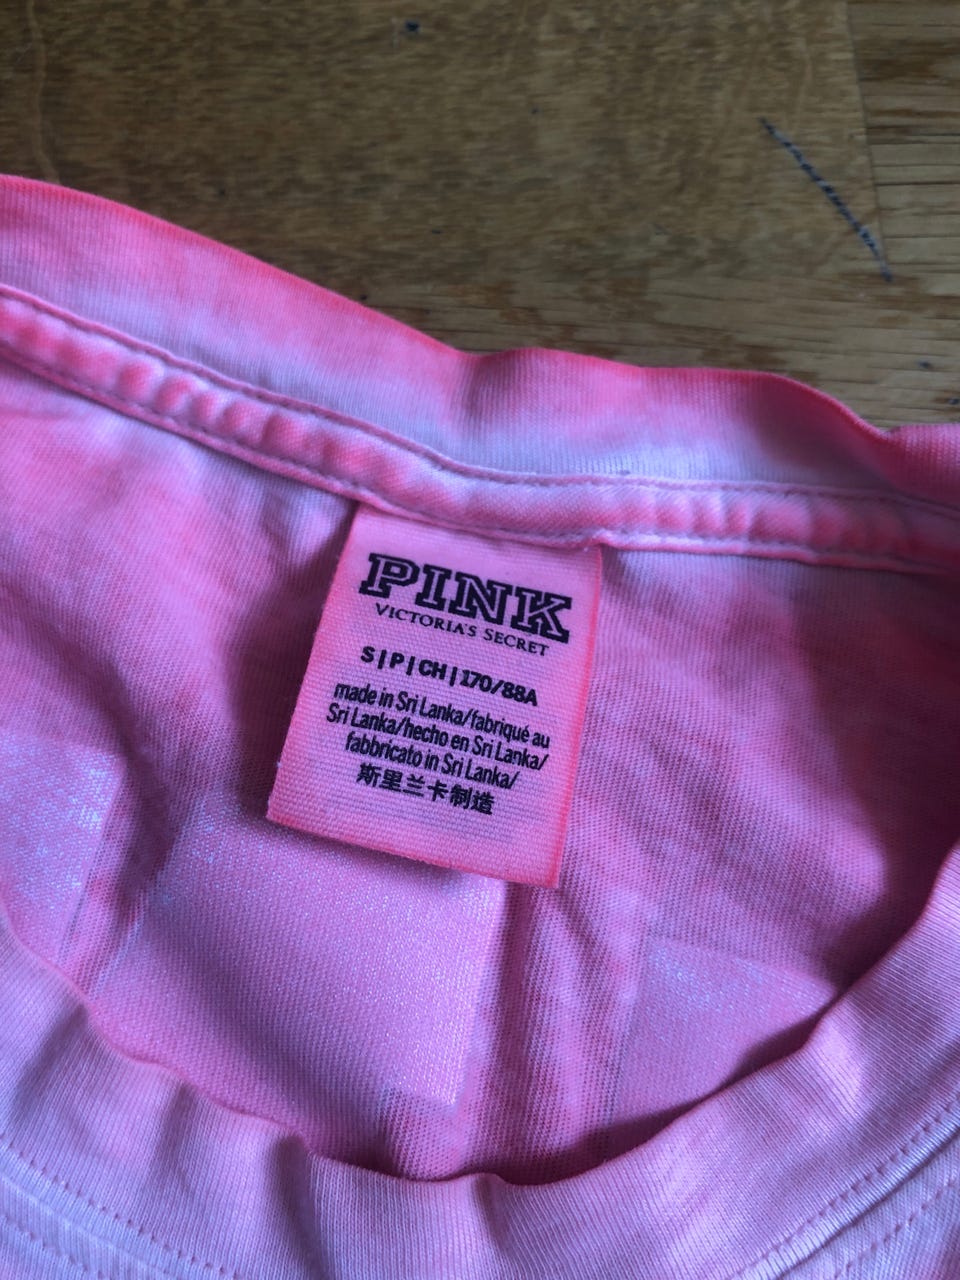 PINK
VICTORIA'S SECRET
S|P|CH|170/88A
made in Sri Lanka/fabriqué au
Sri Lanka/hecho en Sri Lanka/
fabbricato in Sri Lanka/
斯里兰卡制造